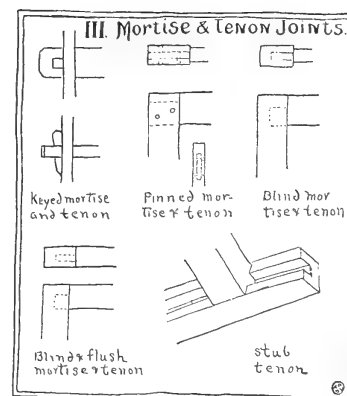 III. Mortise & Tenon Joints.
Keyed mortise
and tenon
Pinned mor-
tise & tenon
Blind mor
tise & tenon
Blind & flush
mortise & tenon
stub
tenon